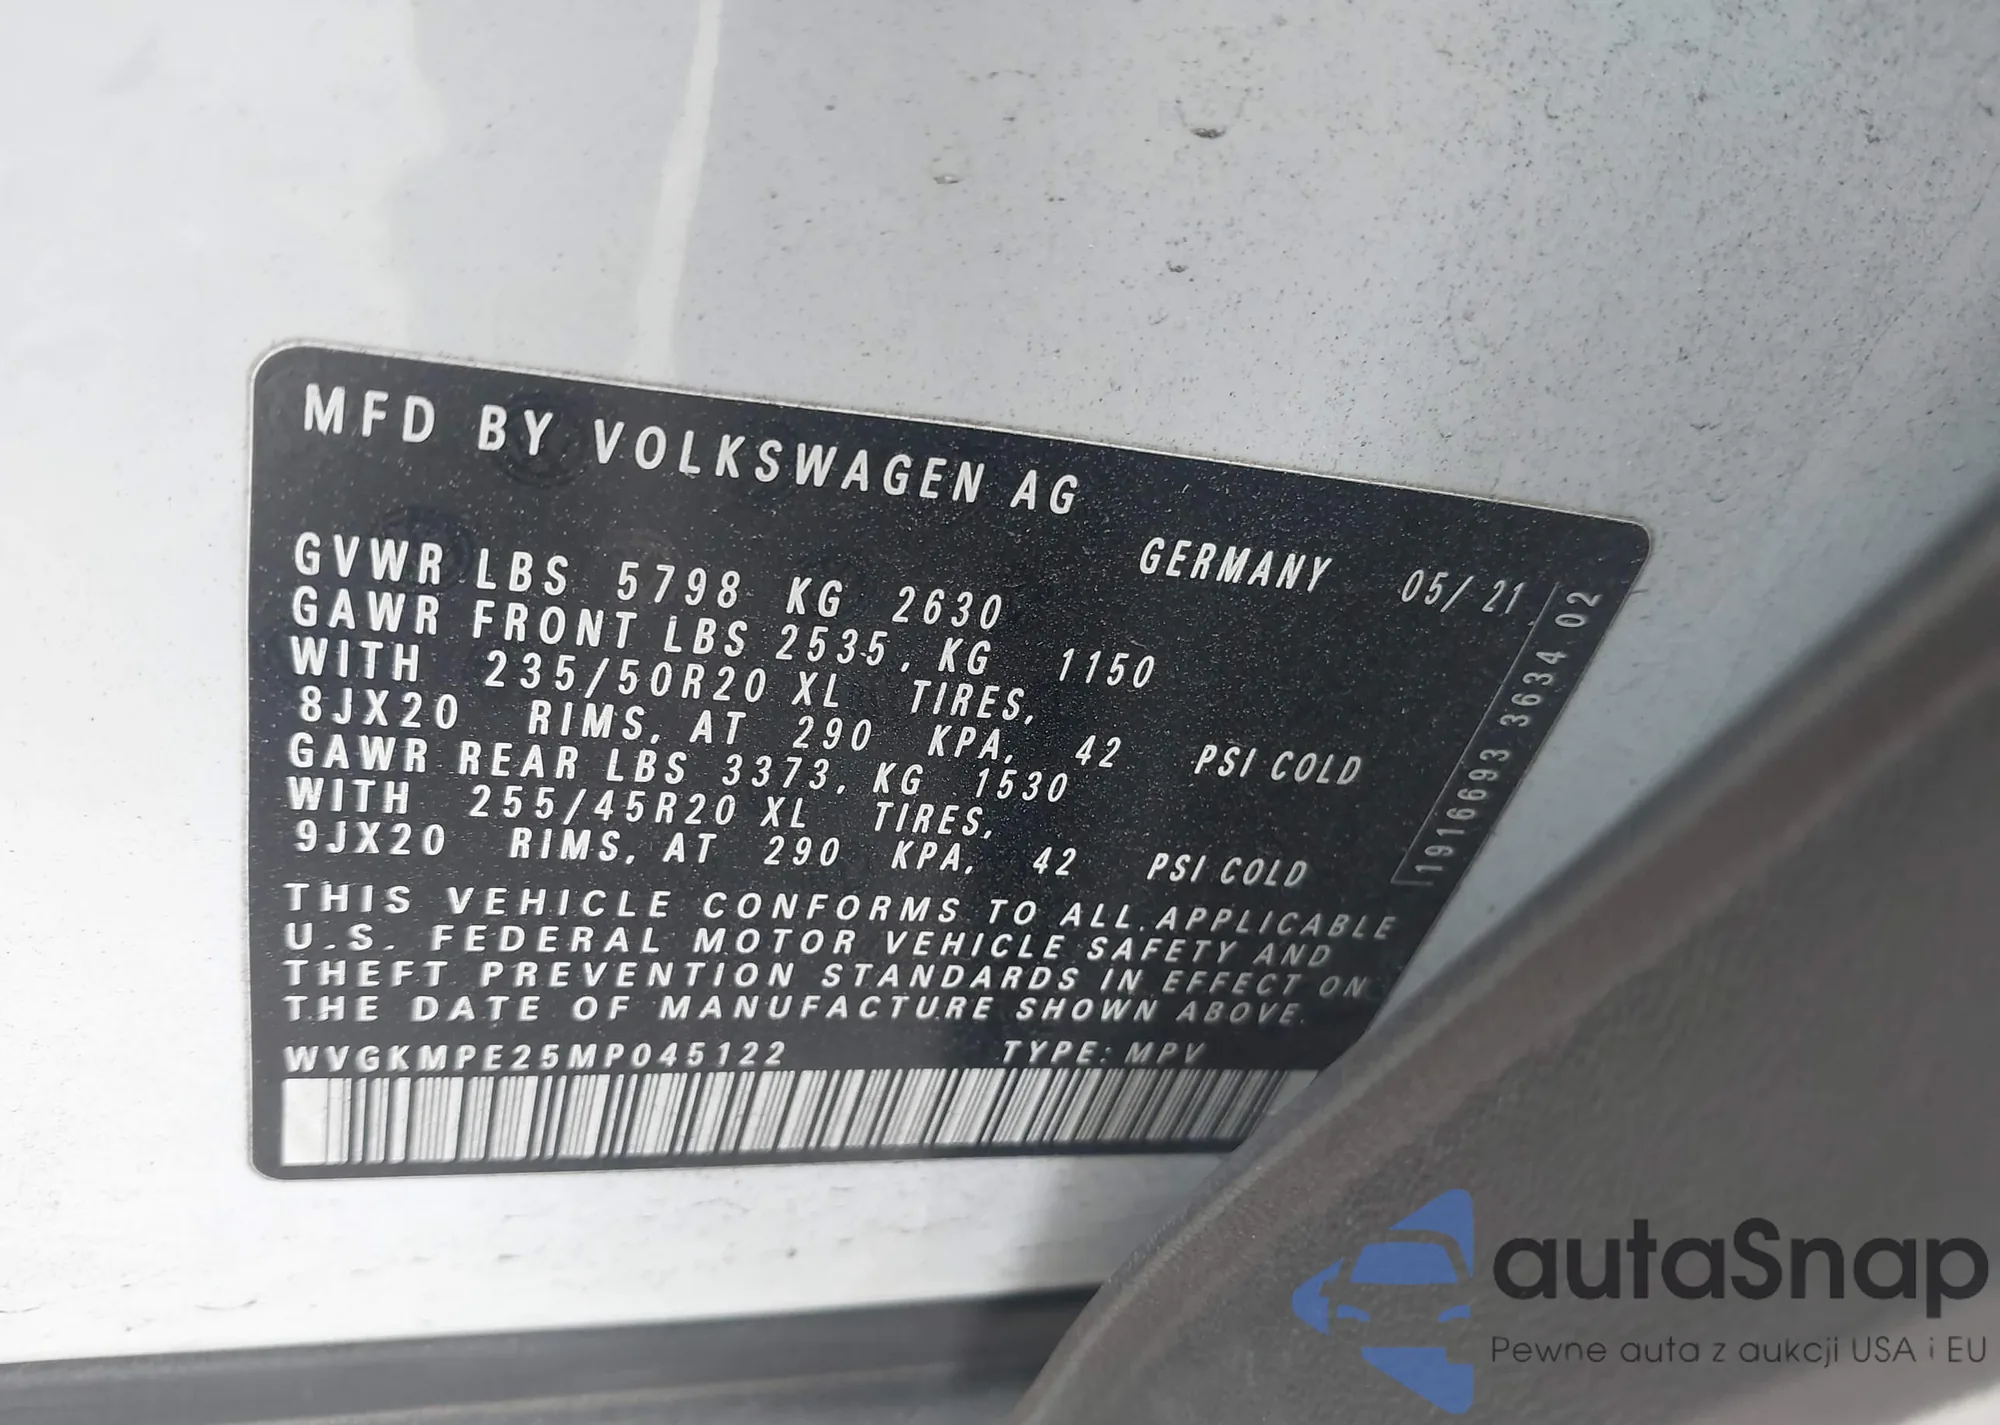 MFD BY VOLKSWAGEN AG
GERMANY 05/21
GVWR LBS 5798 KG 2630
GAWR FRONT LBS 2535, KG 1150
WITH 235/50R20 XL TIRES,
8JX20 RIMS, AT 290 KPA, 42 PSI COLD
GAWR REAR LBS 3373, KG 1530
WITH 255/45R20 XL TIRES,
9JX20 RIMS, AT 290 KPA, 42 PSI COLD
THIS VEHICLE CONFORMS TO ALL APPLICABLE
U.S. FEDERAL MOTOR VEHICLE SAFETY AND
THEFT PREVENTION STANDARDS IN EFFECT ON
THE DATE OF MANUFACTURE SHOWN ABOVE.
WVGKMPE25MP045122 TYPE: MPV
1916693 3634 02
autaSnap
Pewne auta z aukcji USA i EU